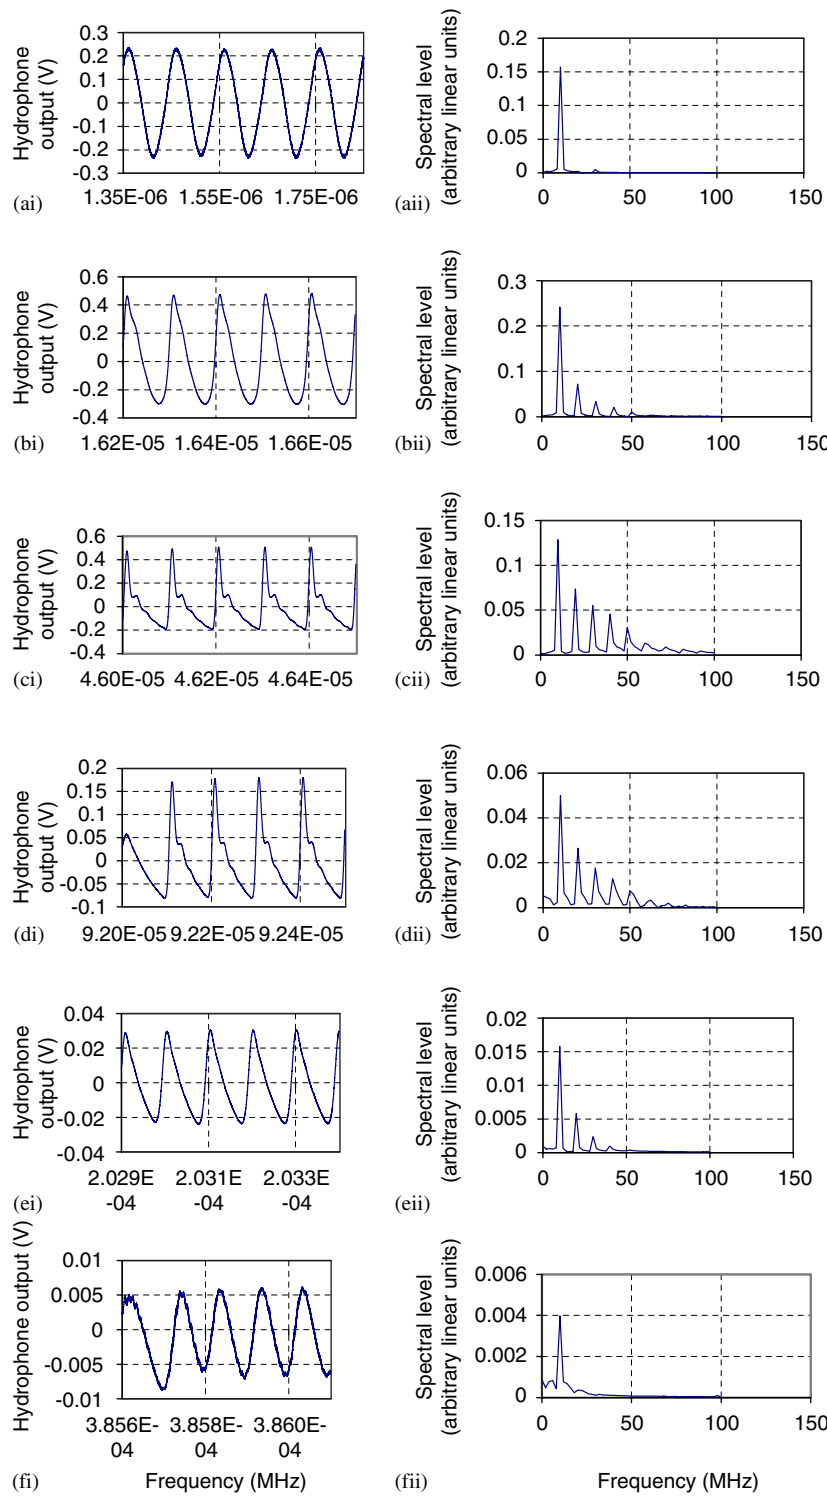 Hydrophone
output (V)
0.3
0.2
0.1
0
-0.1
-0.2
-0.3
1.35E-06 1.55E-06 1.75E-06
(ai)
Spectral level
(arbitrary linear units)
0.2
0.15
0.1
0.05
0
0 50 100 150
(aii)
Hydrophone
output (V)
0.6
0.4
0.2
0
-0.2
-0.4
1.62E-05 1.64E-05 1.66E-05
(bi)
Spectral level
(arbitrary linear units)
0.3
0.2
0.1
0
0 50 100 150
(bii)
Hydrophone
output (V)
0.6
0.4
0.2
0
-0.2
-0.4
4.60E-05 4.62E-05 4.64E-05
(ci)
Spectral level
(arbitrary linear units)
0.15
0.1
0.05
0
0 50 100 150
(cii)
Hydrophone
output (V)
0.2
0.15
0.1
0.05
0
-0.05
-0.1
9.20E-05 9.22E-05 9.24E-05
(di)
Spectral level
(arbitrary linear units)
0.06
0.04
0.02
0
0 50 100 150
(dii)
Hydrophone
output (V)
0.04
0.02
0
-0.02
-0.04
2.029E 2.031E 2.033E
-04 -04 -04
(ei)
Spectral level
(arbitrary linear units)
0.02
0.015
0.01
0.005
0
0 50 100 150
(eii)
Hydrophone output (V)
0.01
0.005
0
-0.005
-0.01
3.856E- 3.858E- 3.860E-
04 04 04
(fi) Frequency (MHz)
Spectral level
(arbitrary linear units)
0.006
0.004
0.002
0
0 50 100 150
(fii) Frequency (MHz)